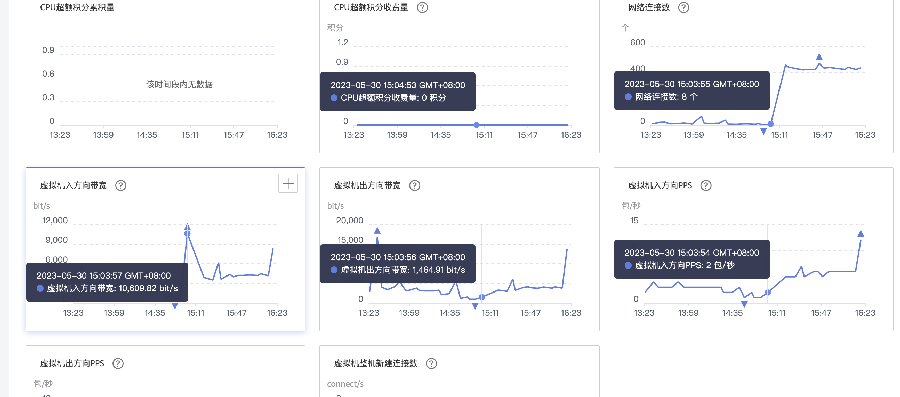 CPU超额积分累积量
0.9
0.6
0.3
0
该时间段内无数据
13:23 13:59 14:35 15:11 15:47 16:23
CPU超额积分收费量
积分
1.2
0.9
0
2023-05-30 15:04:53 GMT+08:00
CPU超额积分收费量: 0 积分
13:23 13:59 14:35 15:11 15:47 16:23
网络连接数
个
600
400
0
2023-05-30 15:03:55 GMT+08:00
网络连接数: 8 个
13:23 13:59 14:35 15:11 15:47 16:23
虚拟机入方向带宽
bit/s
12,000
9,000
6,000
2023-05-30 15:03:57 GMT+08:00
虚拟机入方向带宽: 10,609.82 bit/s
13:23 13:59 14:35 15:11 15:47 16:23
虚拟机出方向带宽
bit/s
20,000
15,000
0
2023-05-30 15:03:56 GMT+08:00
虚拟机出方向带宽: 1,464.91 bit/s
13:23 13:59 14:35 15:11 15:47 16:23
虚拟机入方向PPS
包/秒
15
0
2023-05-30 15:03:54 GMT+08:00
虚拟机入方向PPS: 2 包/秒
13:23 13:59 14:35 15:11 15:47 16:23
虚拟机出方向PPS
包/秒
虚拟机整机新建连接数
connect/s